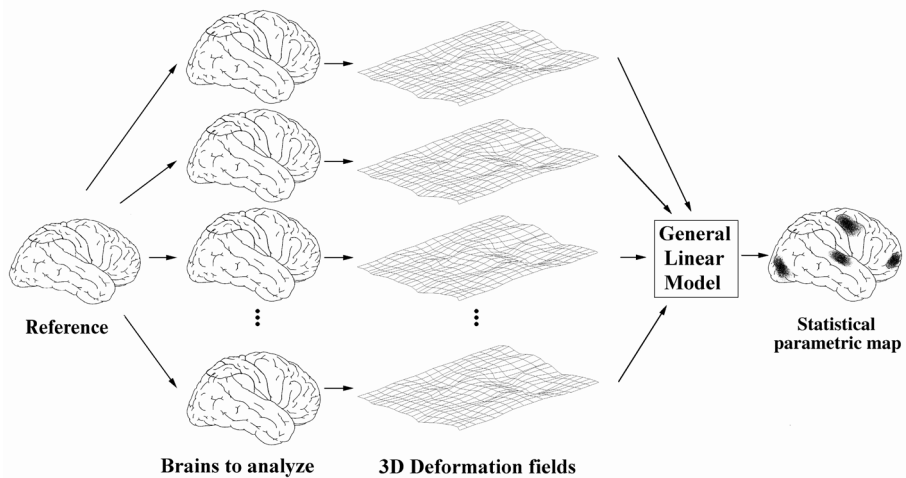 General
Linear
Model
Reference
Statistical
parametric map
Brains to analyze
3D Deformation fields